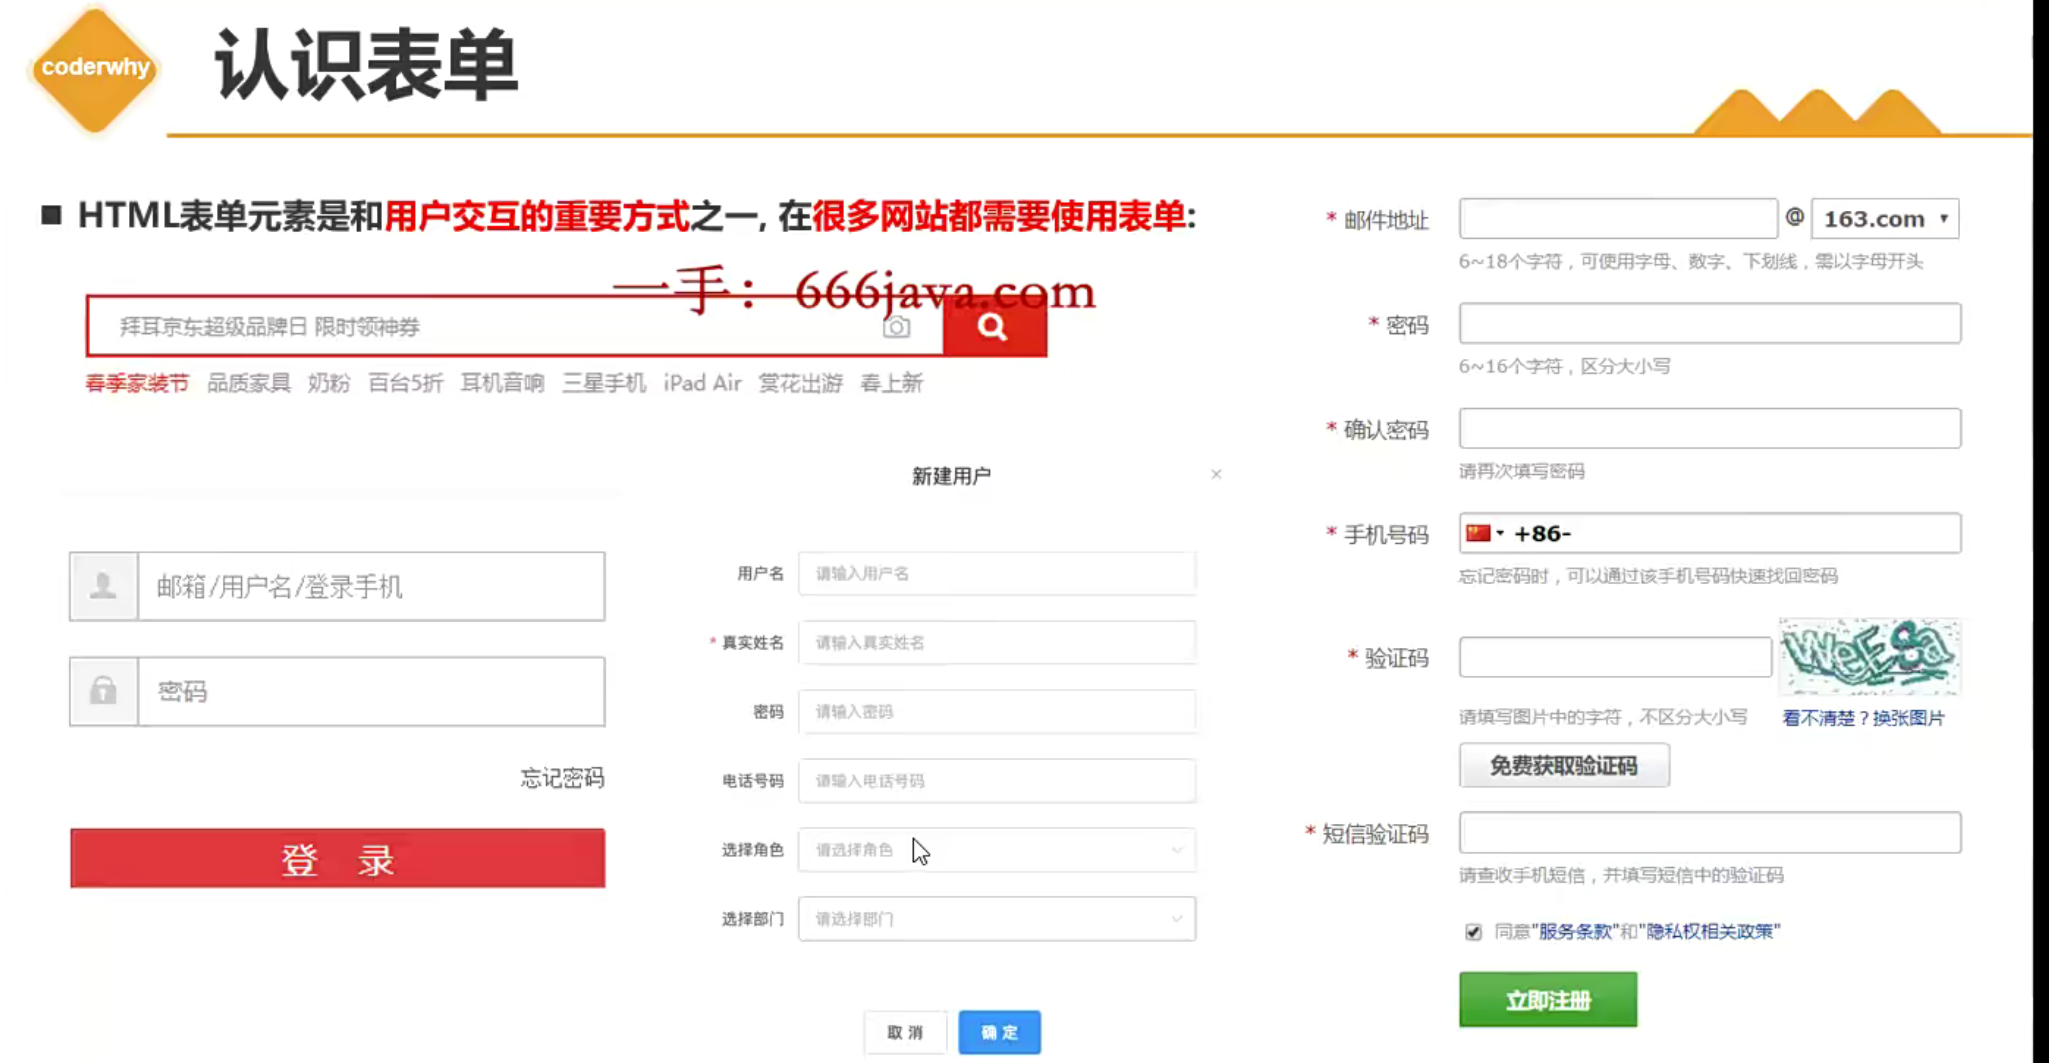 coderwhy
认识表单
■ HTML表单元素是和用户交互的重要方式之一, 在很多网站都需要使用表单:
一手： 666java.com
拜耳京东超级品牌日 限时领神券
春季家装节 品质家具 奶粉 百台5折 耳机音响 三星手机 iPad Air 赏花出游 春上新
邮箱/用户名/登录手机
密码
忘记密码
登 录
新建用户 ×
用户名 请输入用户名
* 真实姓名 请输入真实姓名
密码 请输入密码
电话号码 请输入电话号码
选择角色 请选择角色
选择部门 请选择部门
取 消 确 定
* 邮件地址 @ 163.com
6~18个字符，可使用字母、数字、下划线，需以字母开头
* 密码
6~16个字符，区分大小写
* 确认密码
请再次填写密码
* 手机号码 +86-
忘记密码时，可以通过该手机号码快速找回密码
* 验证码
请填写图片中的字符，不区分大小写 看不清楚？换张图片
免费获取验证码
* 短信验证码
请查收手机短信，并填写短信中的验证码
同意"服务条款"和"隐私权相关政策"
立即注册